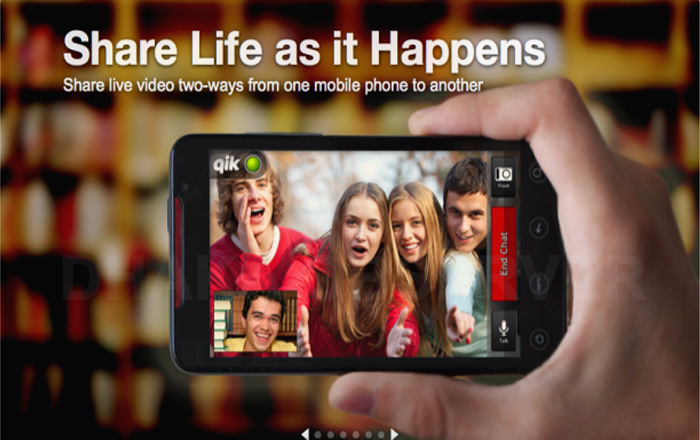 Share Life as it Happens
Share live video two-ways from one mobile phone to another
qik
Front
End Chat
Talk